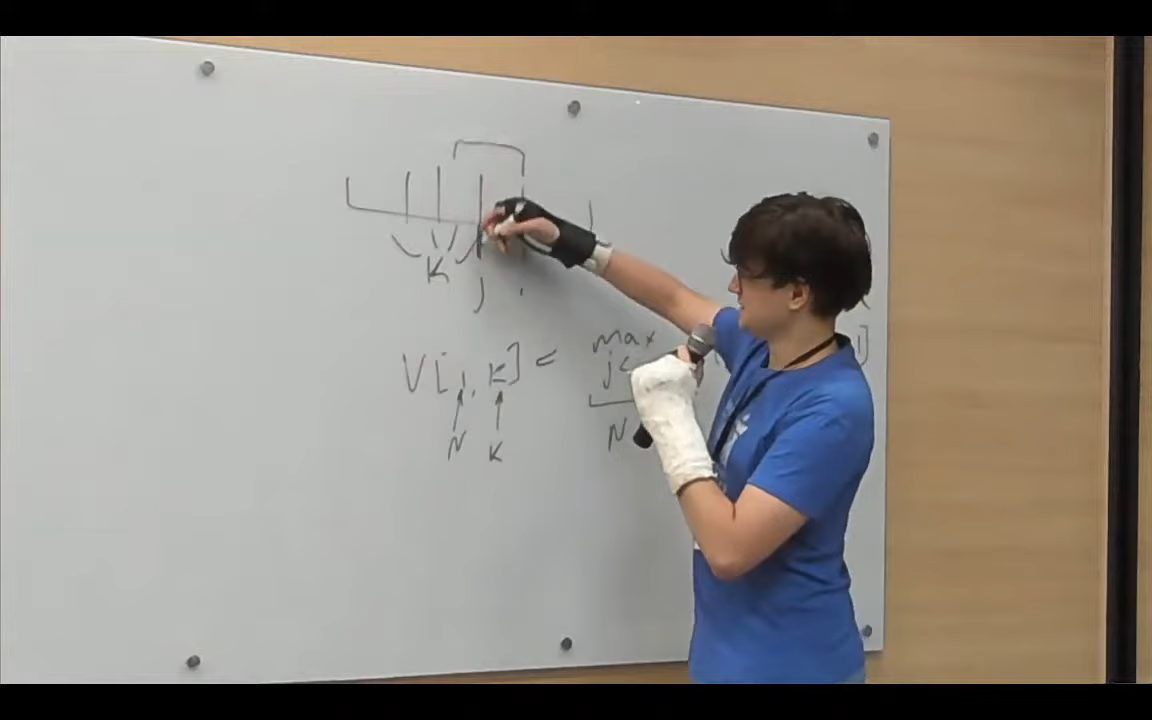 K
j
V[i, K] = max
j<
]
N K N